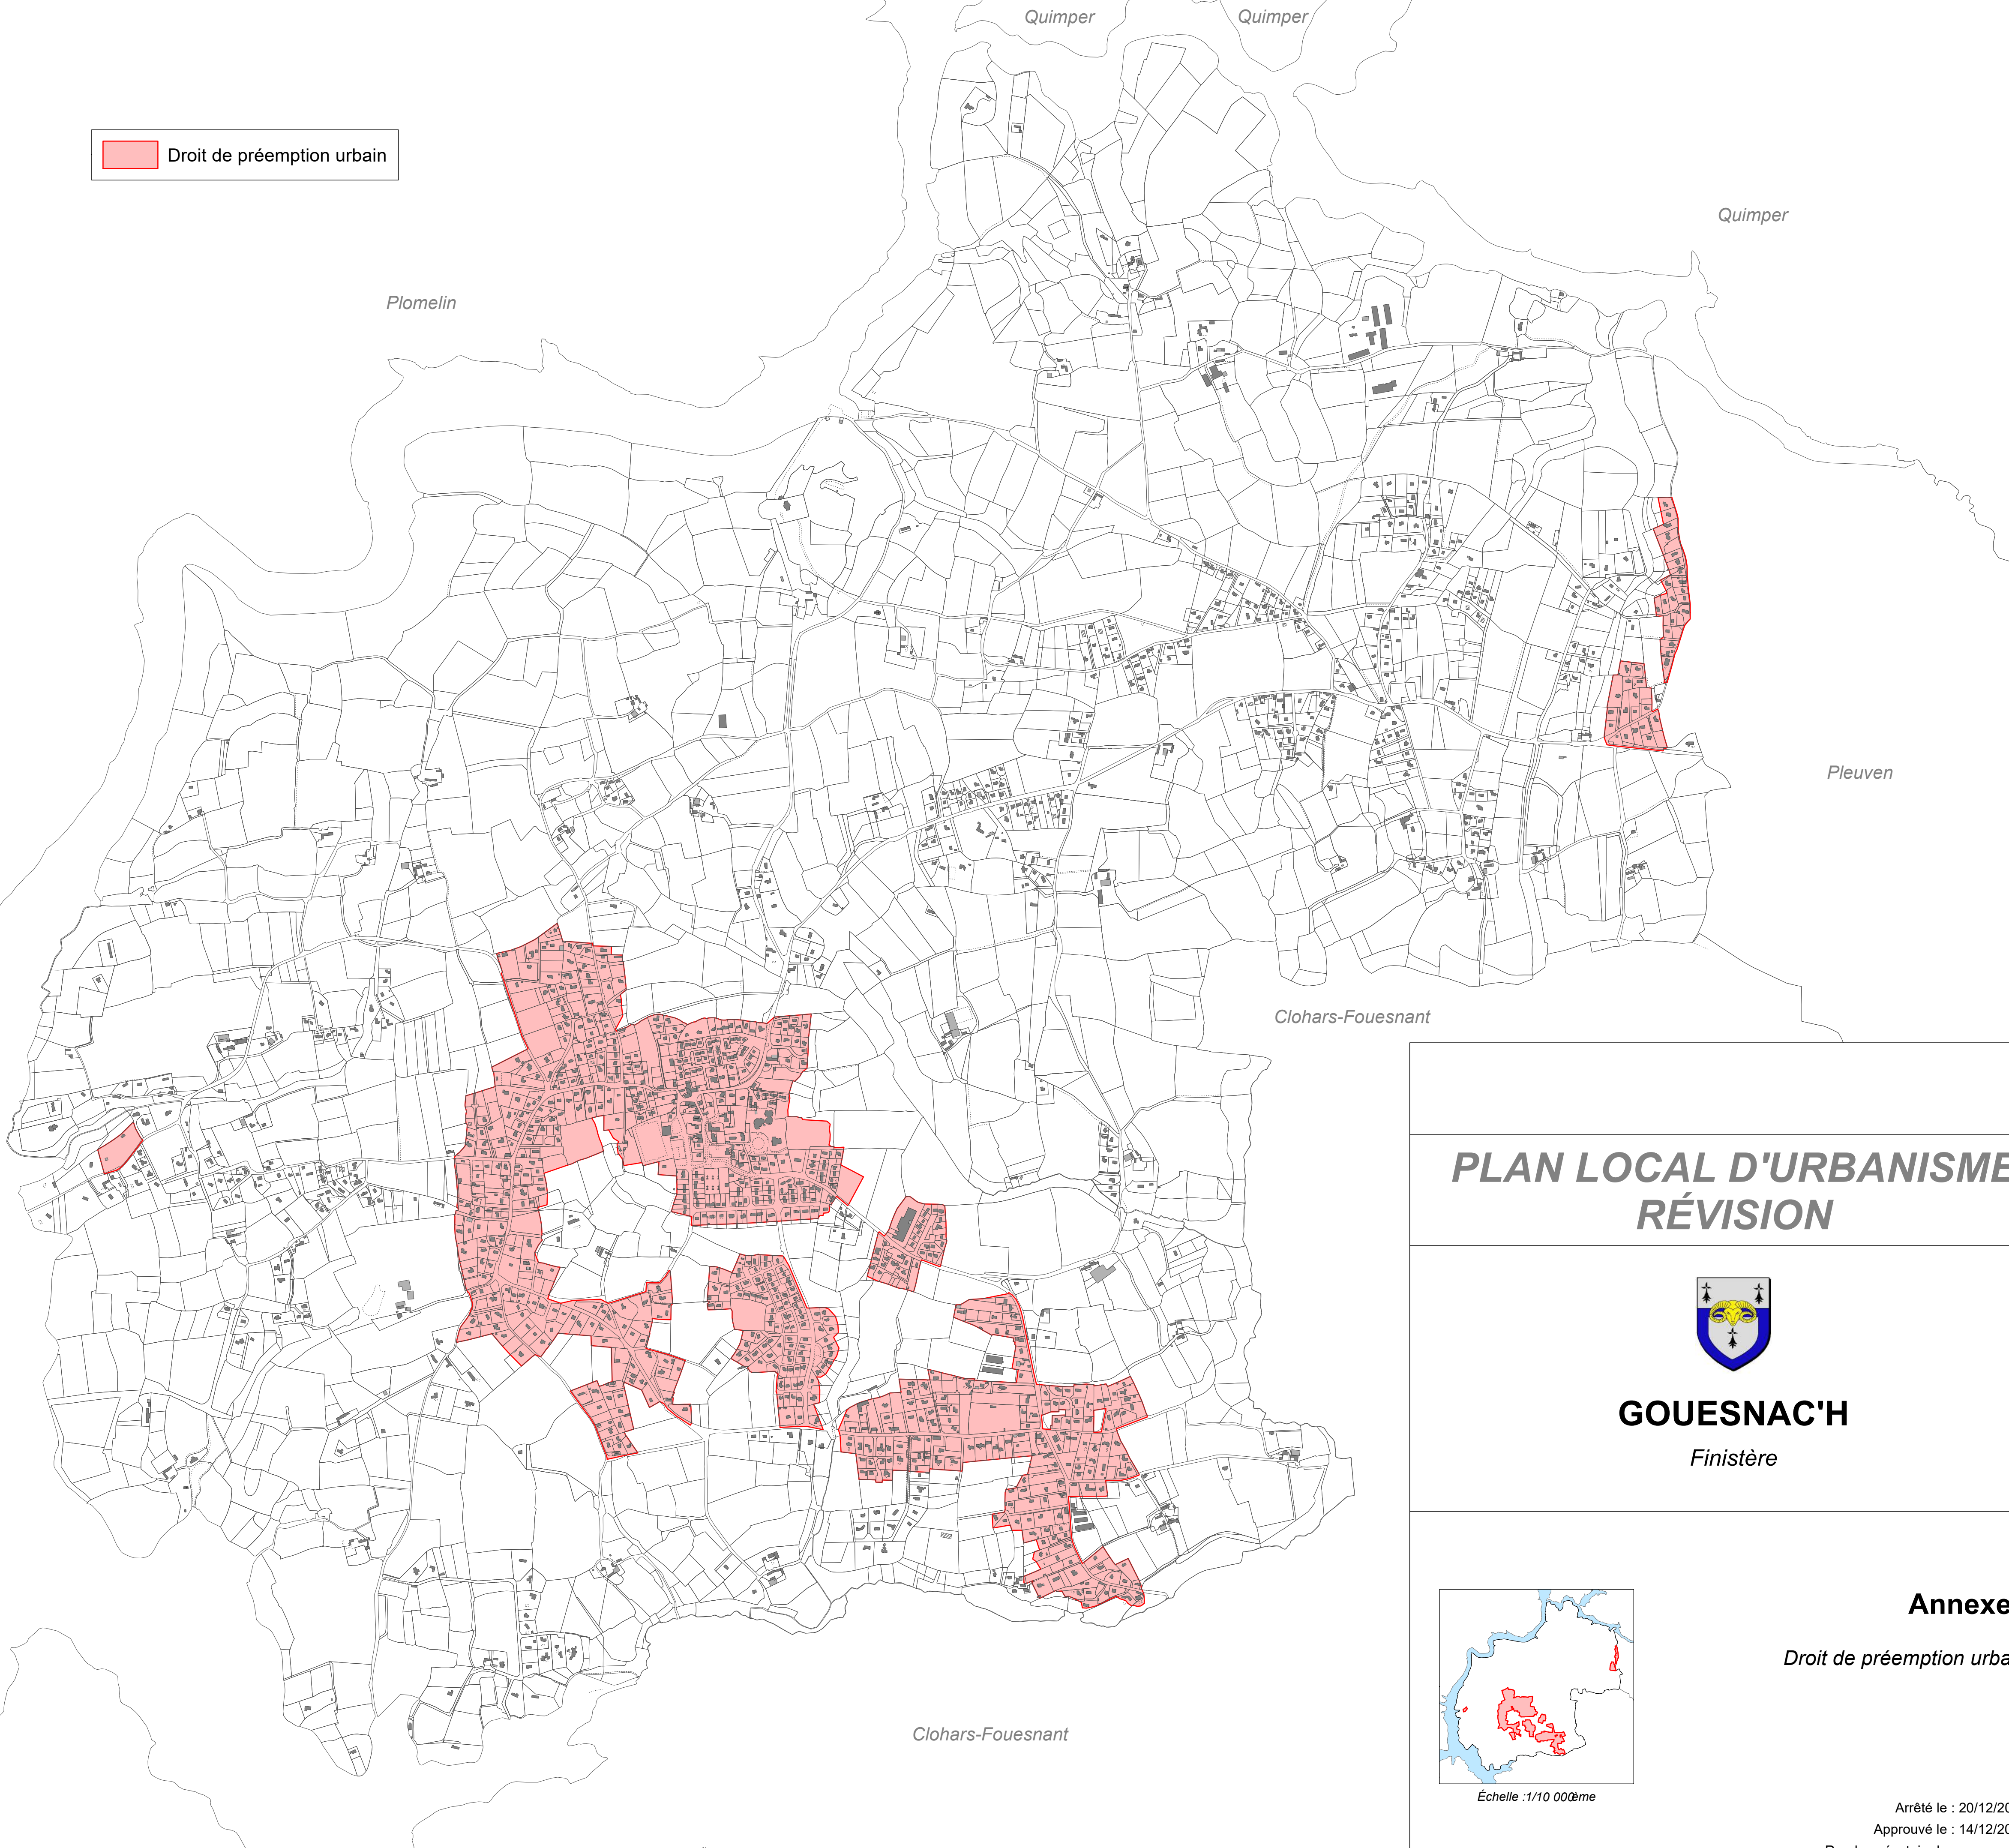 Quimper
Quimper
Droit de préemption urbain
Quimper
Plomelin
Pleuven
Clohars-Fouesnant
PLAN LOCAL D'URBANISME
RÉVISION
GOUESNAC'H
Finistère
Annexe
Droit de préemption urba
Clohars-Fouesnant
Échelle :1/10 000ème
Arrêté le : 20/12/20
Approuvé le : 14/12/20